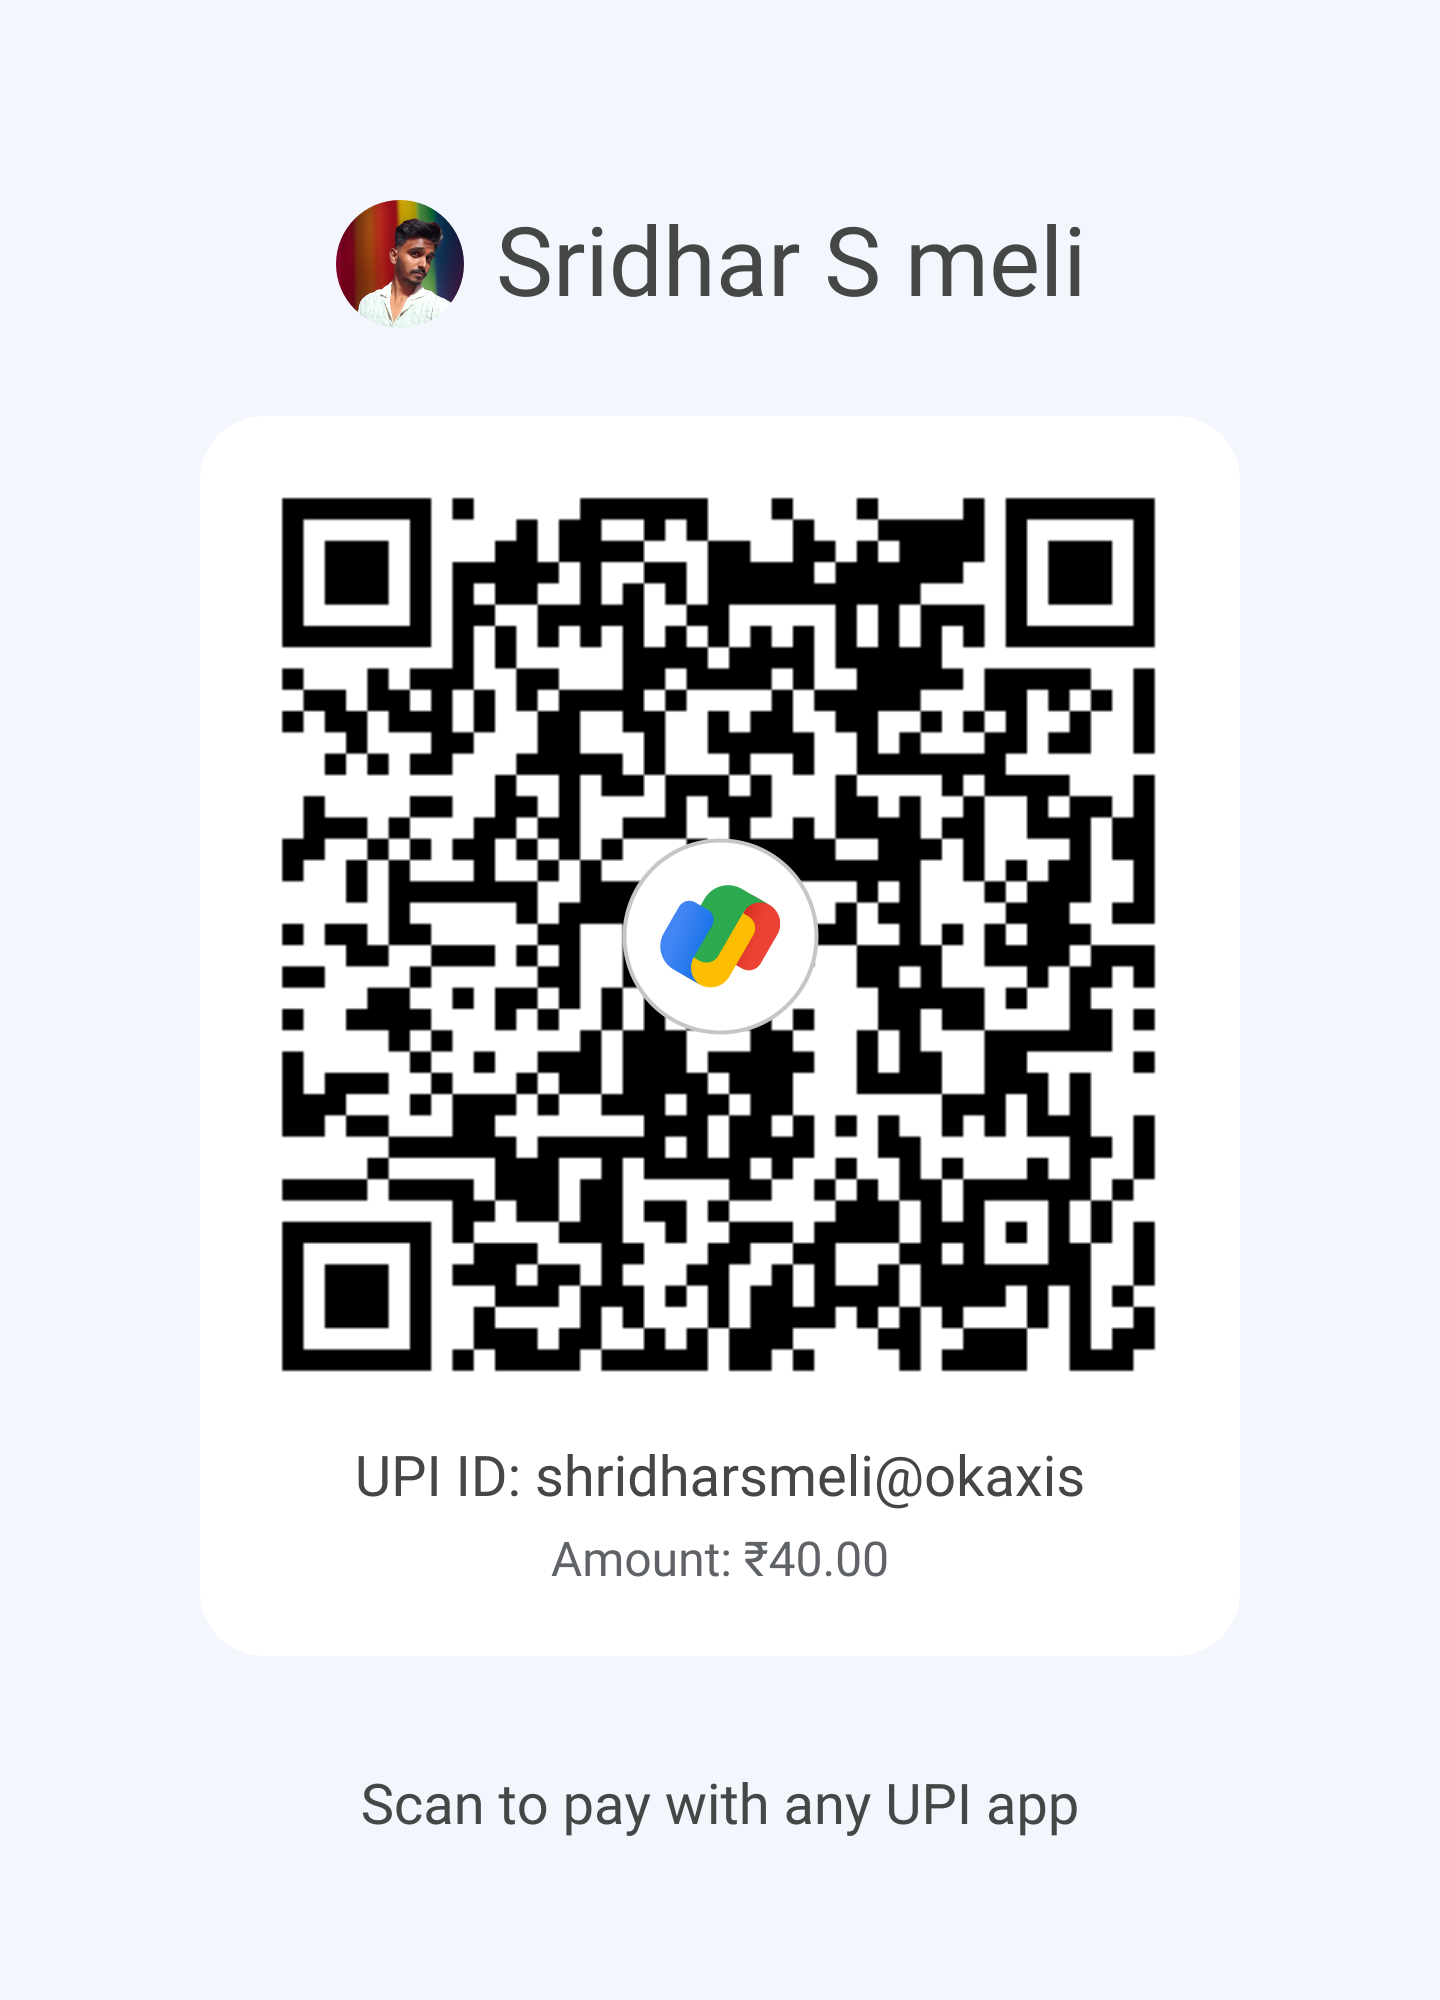 Sridhar S meli
UPI ID: shridharsmeli@okaxis
Amount: ₹40.00
Scan to pay with any UPI app